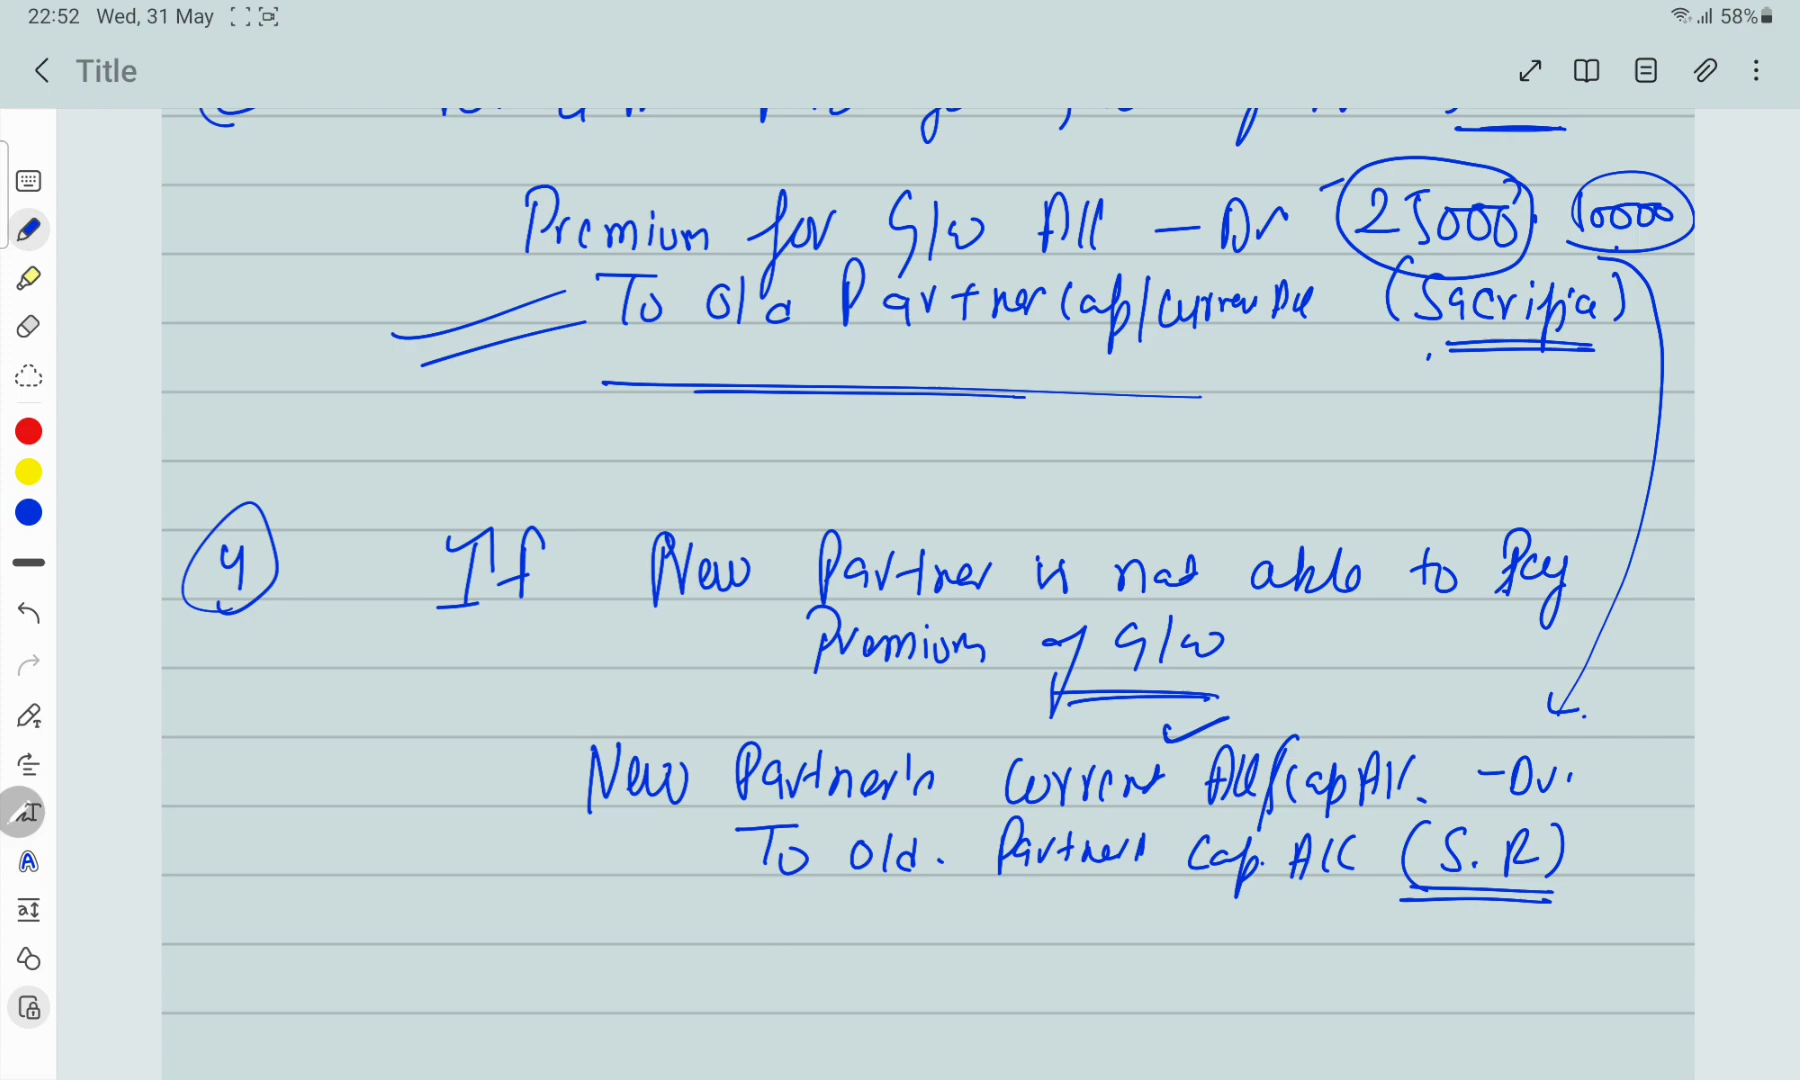 22:52 Wed, 31 May 58%
Title
Premium for G/w A/c - Dr 25000 10000
To old Partner Cap/Current A/c (Sacrifice)
4 If New Partner is not able to Pay
Premium of G/w
New Partner's Current A/c/Cap A/c. - Dr.
To old. Partners Cap. A/c (S. R)